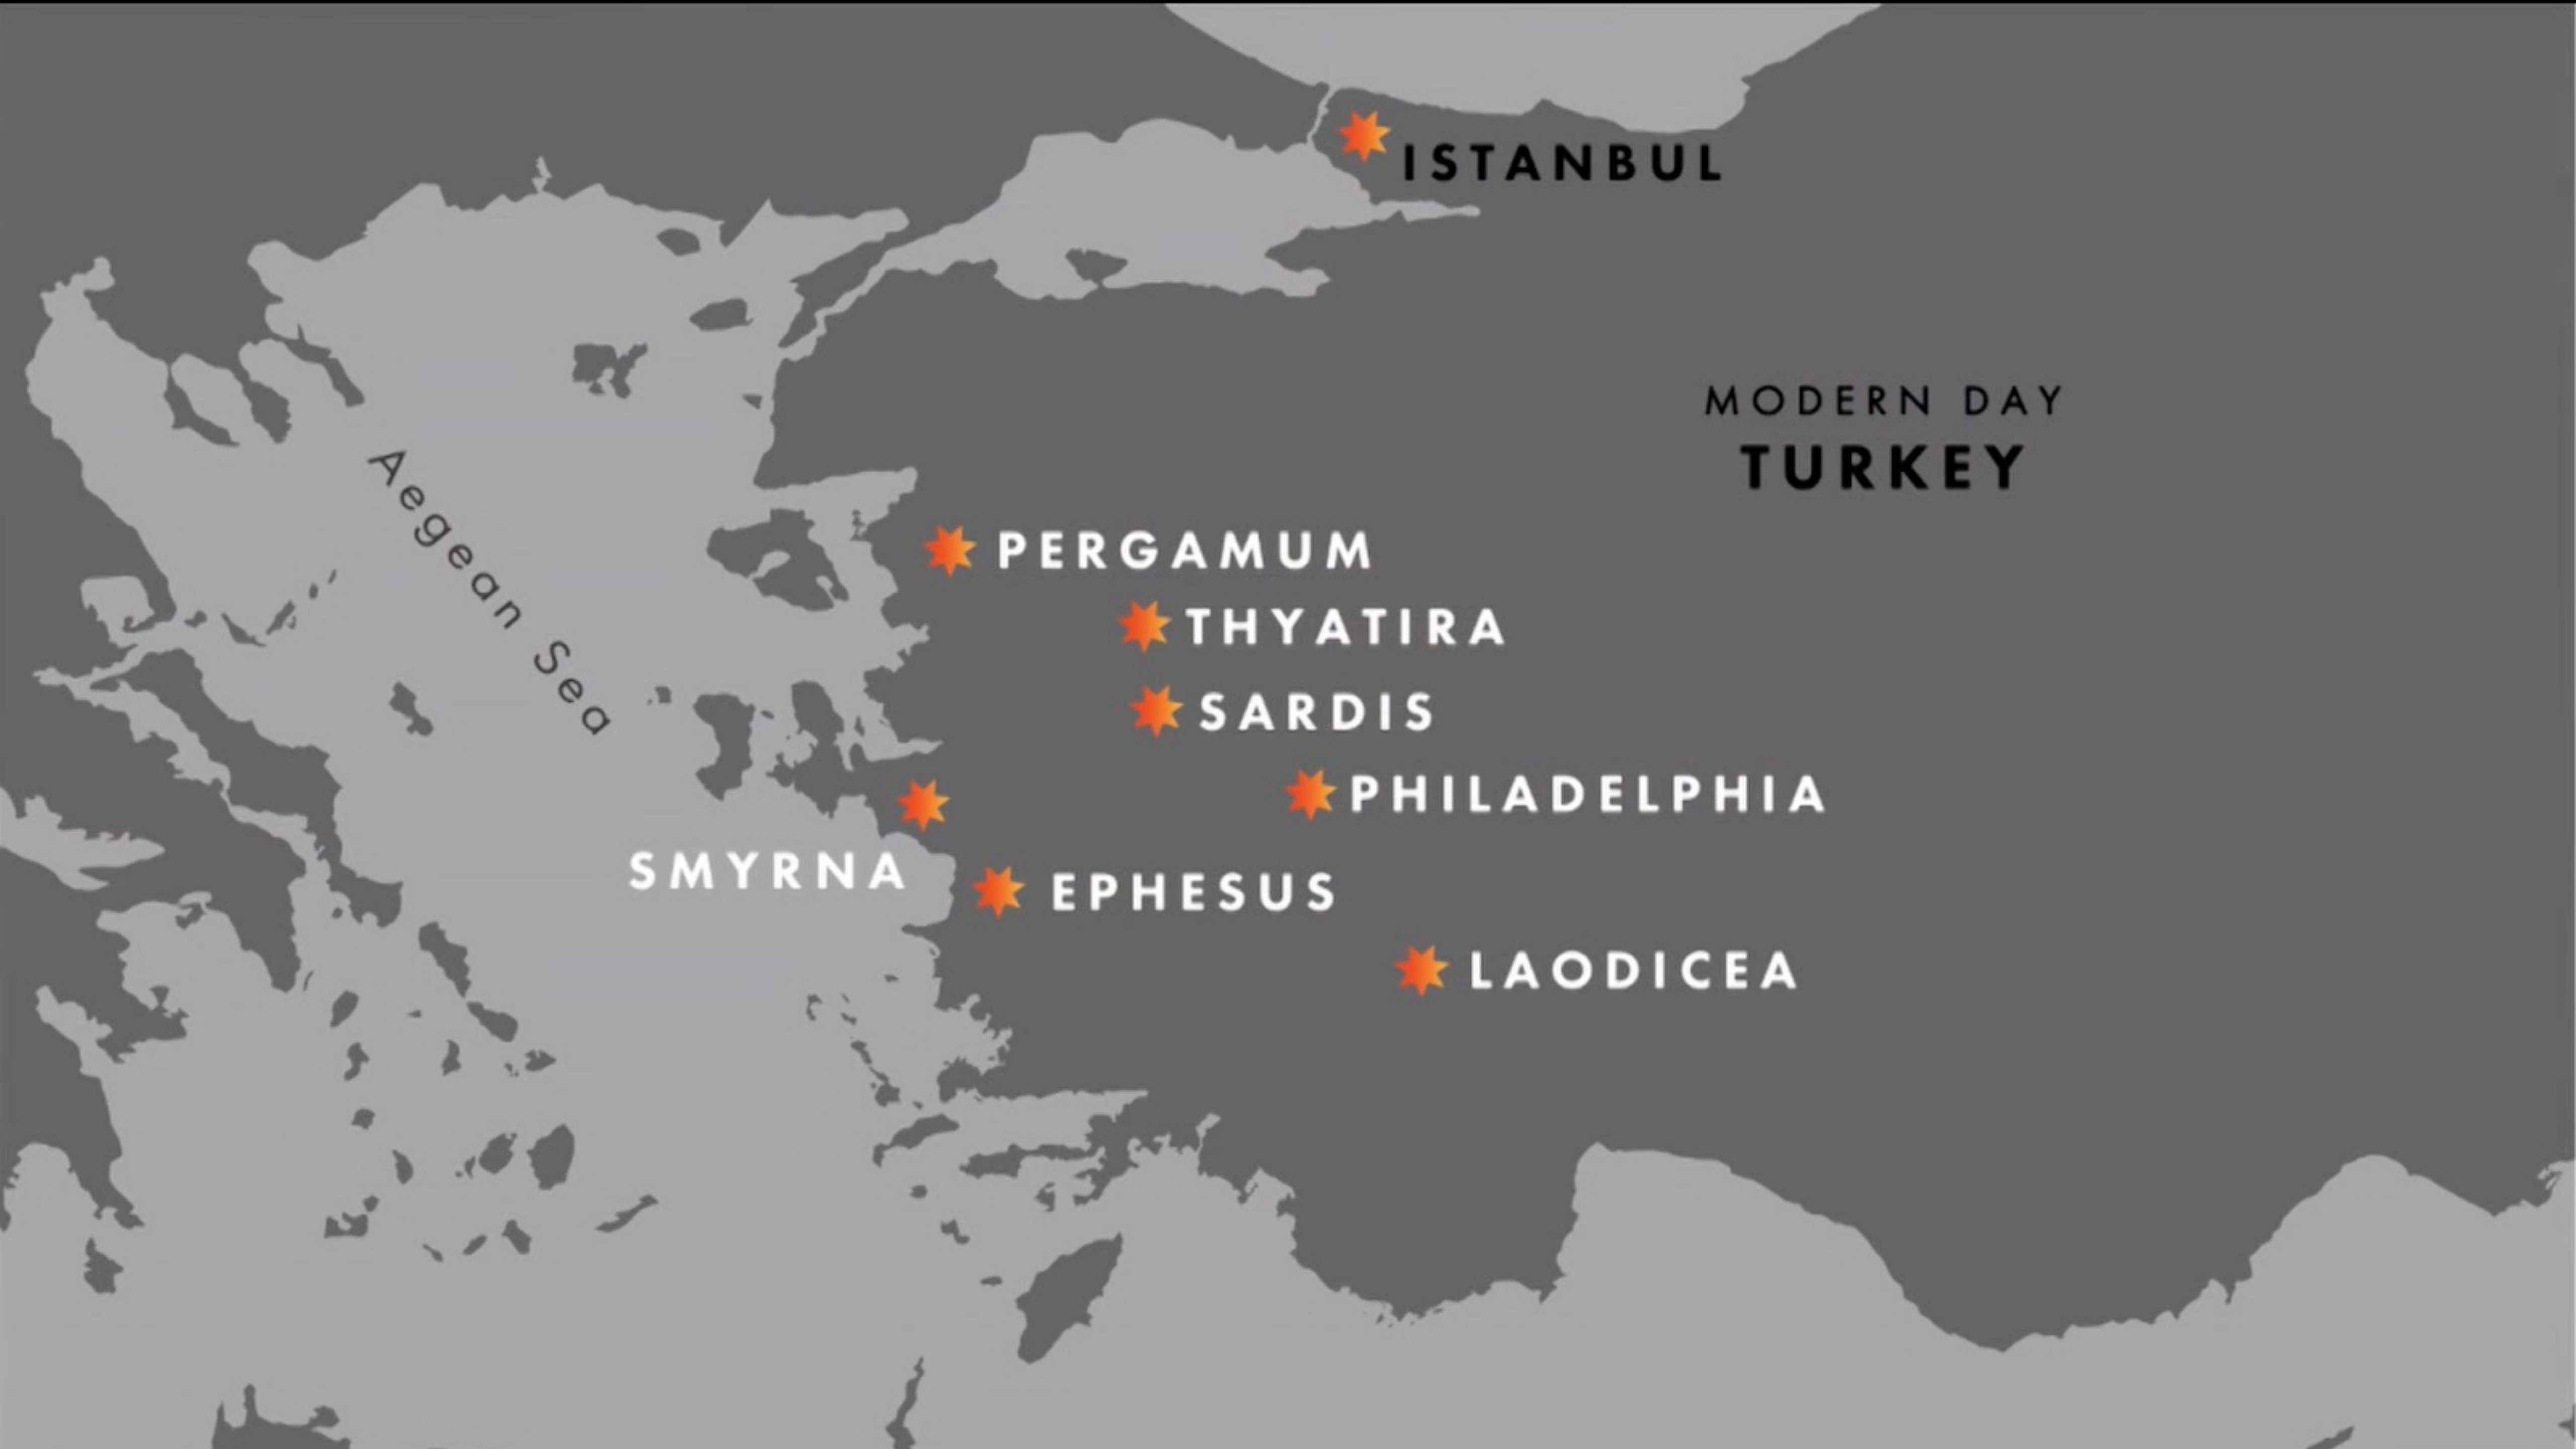 ISTANBUL
MODERN DAY
TURKEY
Aegean Sea
PERGAMUM
THYATIRA
SARDIS
PHILADELPHIA
SMYRNA
EPHESUS
LAODICEA